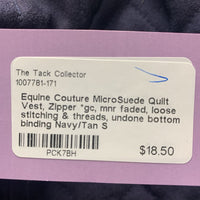 The Tack Collector
1007781-171
Equine Couture MicroSuede Quilt
Vest, Zipper *gc, mnr faded, loose
stitching & threads, undone bottom
binding Navy/Tan S
PCK7BH
$18.50